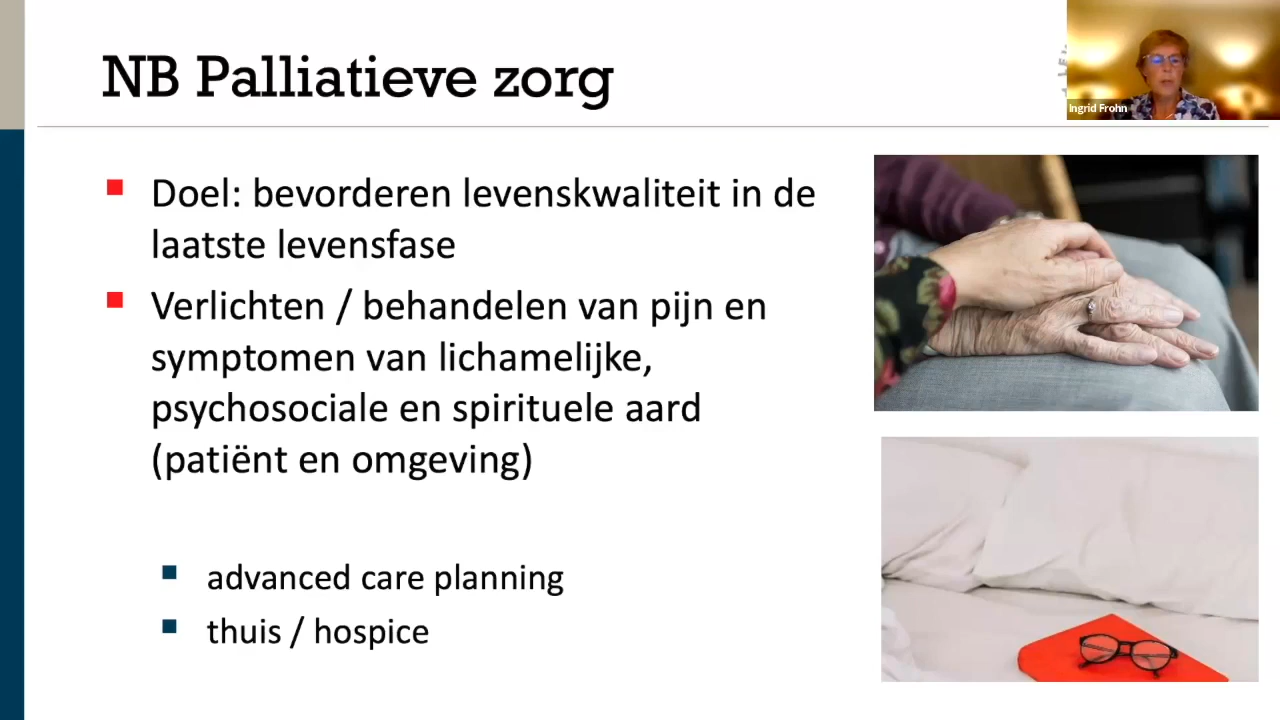 NB Palliatieve zorg
Ingrid Frohn
Doel: bevorderen levenskwaliteit in de
laatste levensfase
Verlichten / behandelen van pijn en
symptomen van lichamelijke,
psychosociale en spirituele aard
(patiënt en omgeving)
advanced care planning
thuis / hospice